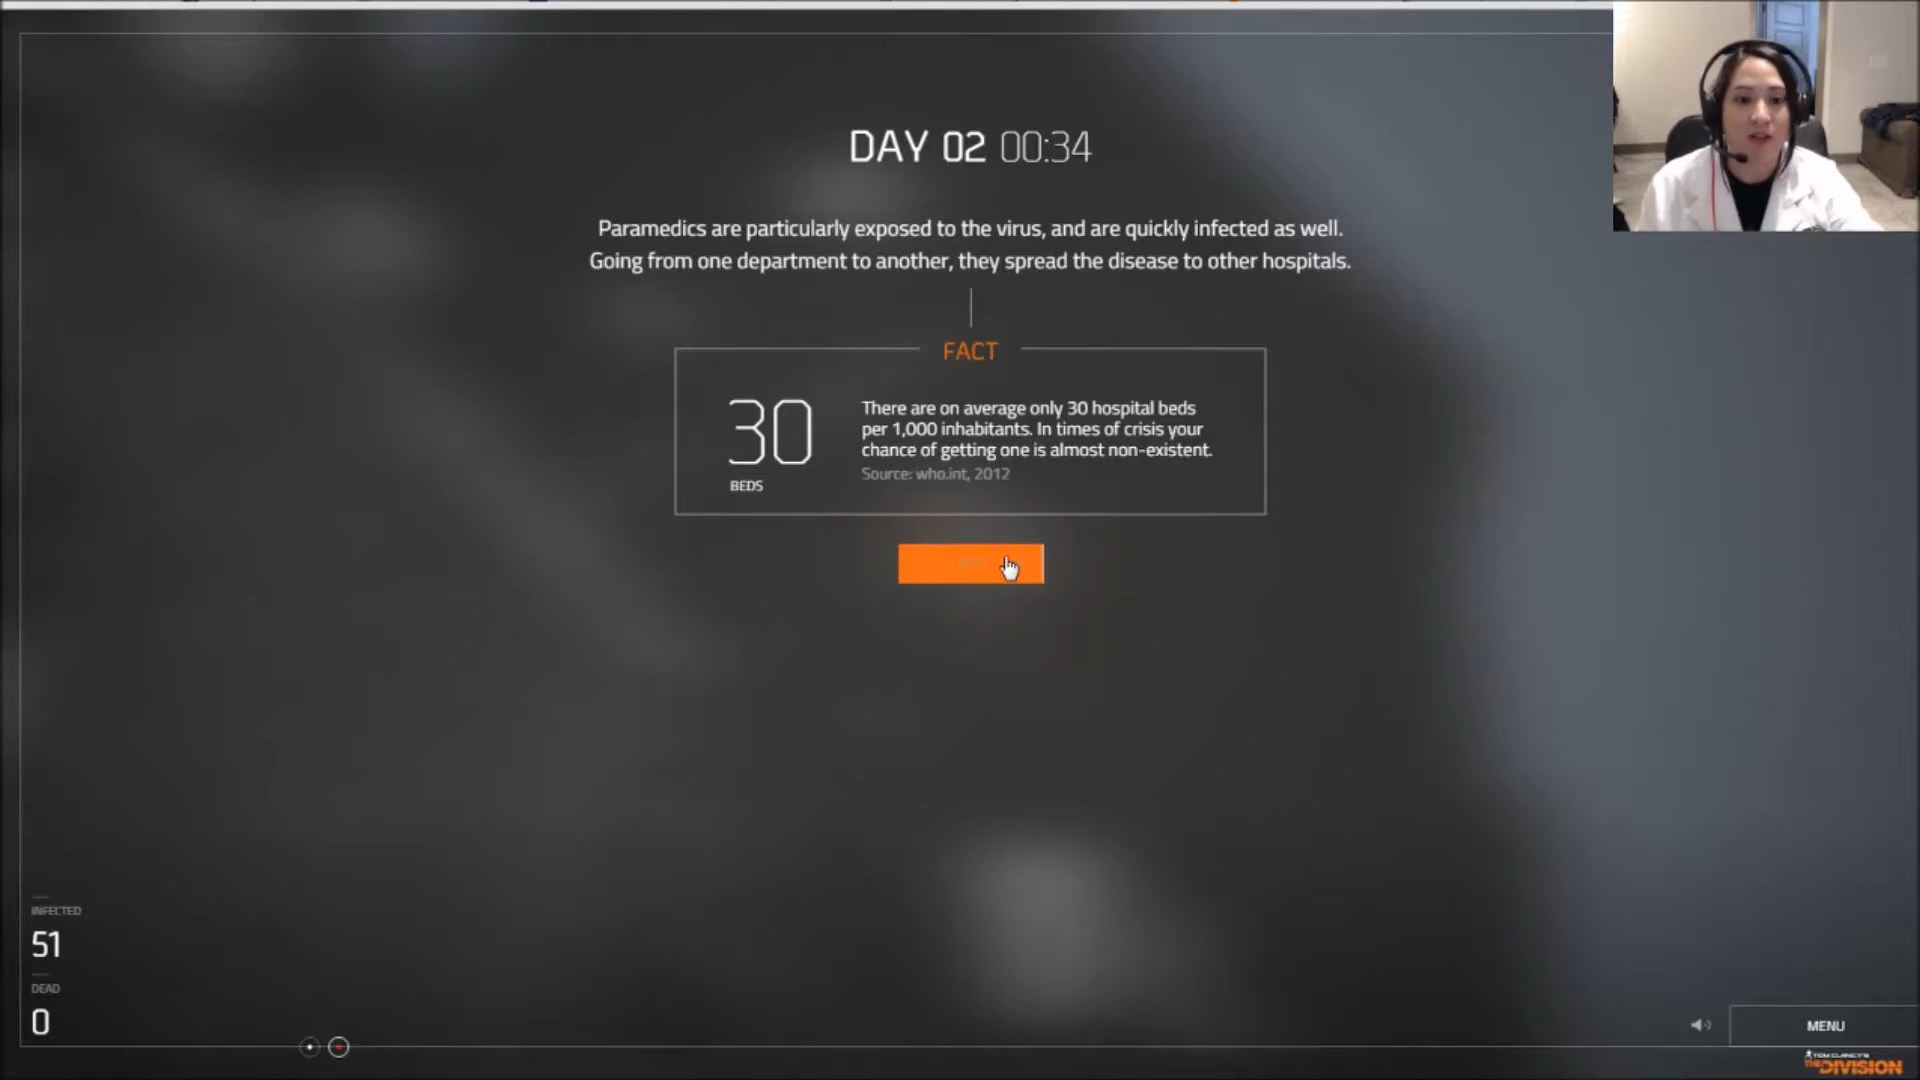 DAY 02 00:34
Paramedics are particularly exposed to the virus, and are quickly infected as well.
Going from one department to another, they spread the disease to other hospitals.
FACT
30
BEDS
There are on average only 30 hospital beds
per 1,000 inhabitants. In times of crisis your
chance of getting one is almost non-existent.
Source: who.int, 2012
INFECTED
51
DEAD
0
MENU
TOM CLANCY'S
THE DIVISION